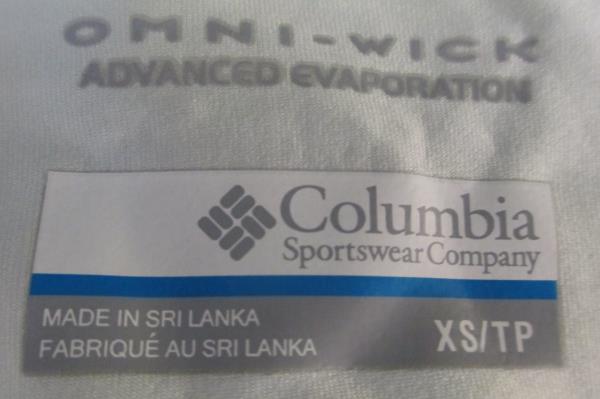 OMNI-WICK
ADVANCED EVAPORATION
Columbia
Sportswear Company
MADE IN SRI LANKA
FABRIQUÉ AU SRI LANKA
XS/TP